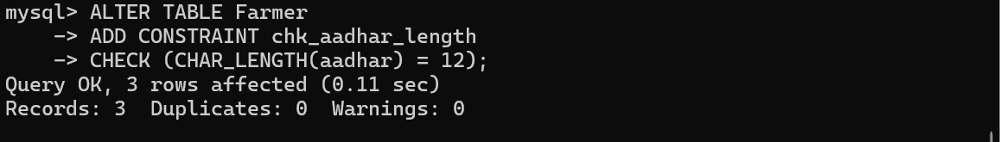 mysql> ALTER TABLE Farmer
    -> ADD CONSTRAINT chk_aadhar_length
    -> CHECK (CHAR_LENGTH(aadhar) = 12);
Query OK, 3 rows affected (0.11 sec)
Records: 3  Duplicates: 0  Warnings: 0